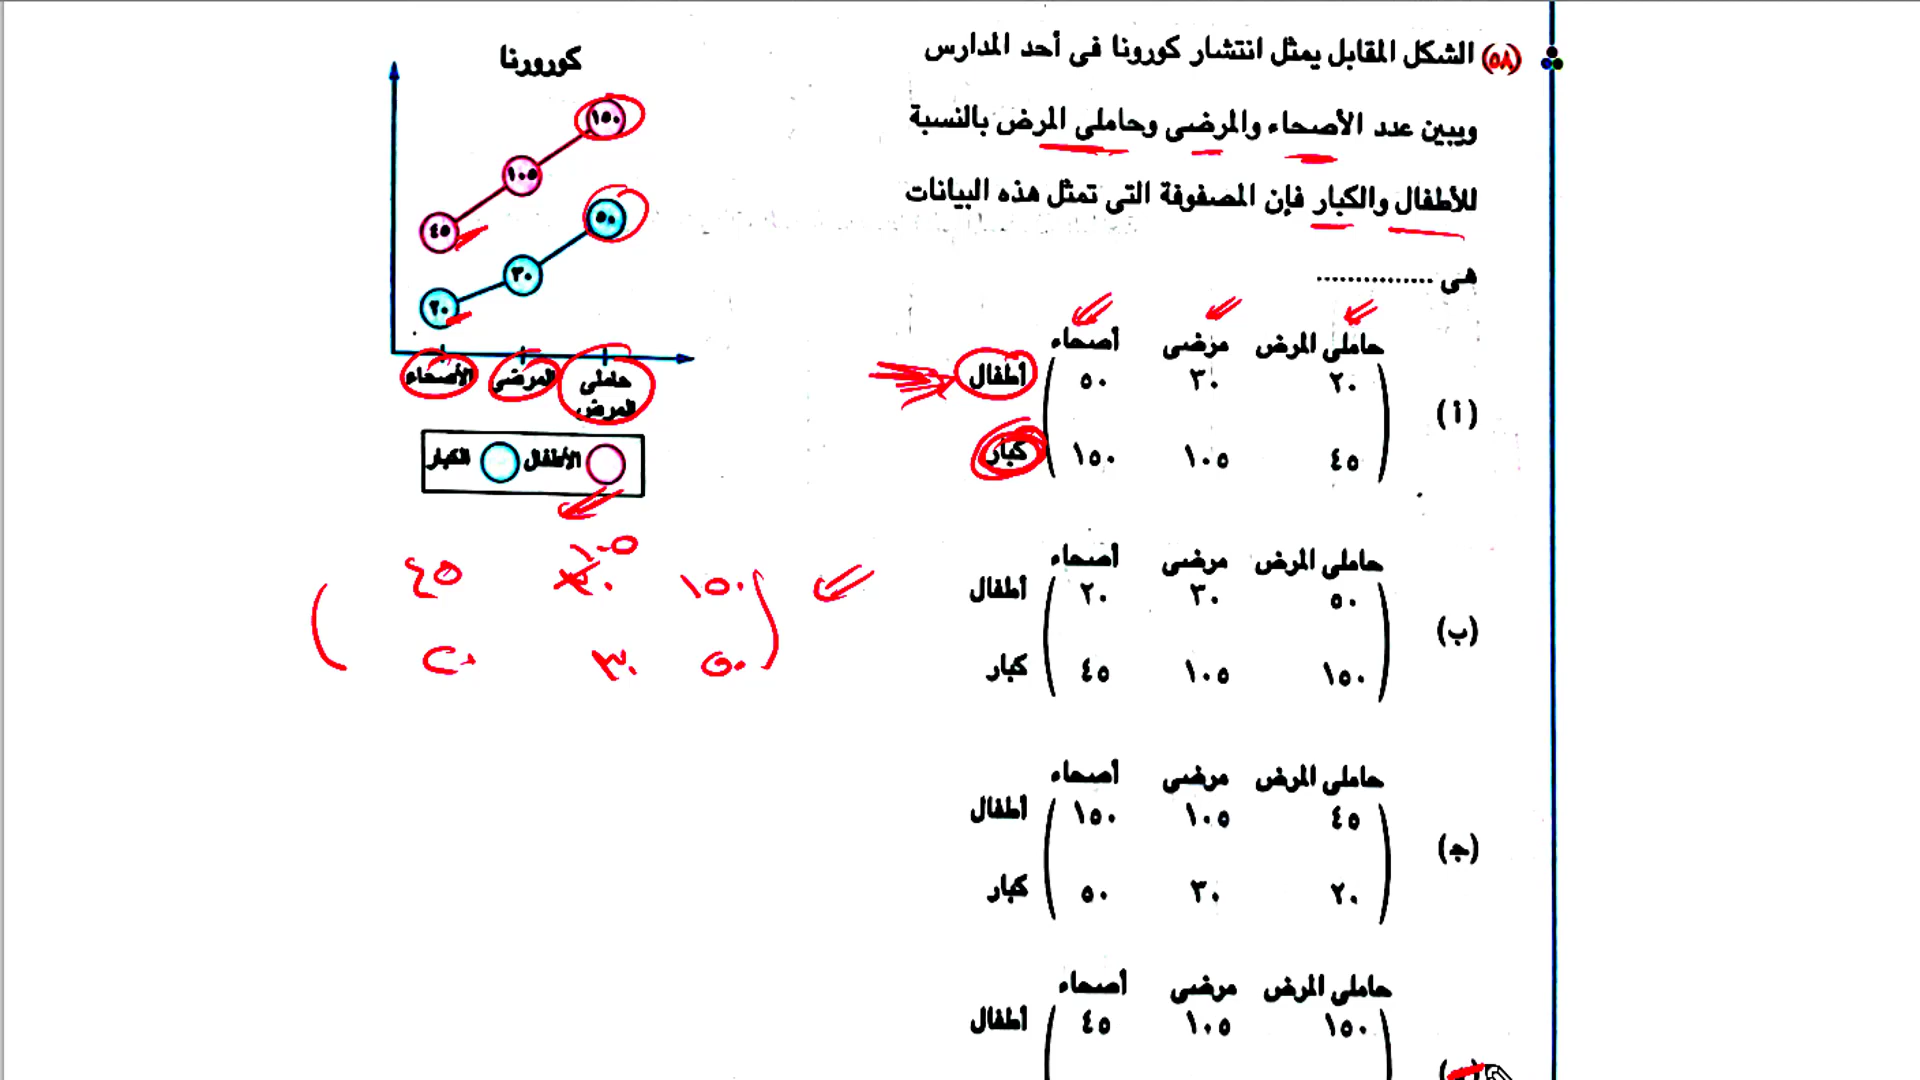 (٥٨) الشكل المقابل يمثل انتشار كورونا فى أحد المدارس
ويبين عدد الأصحاء والمرضى وحاملى المرض بالنسبة
للأطفال والكبار فإن المصفوفة التى تمثل هذه البيانات
هى ...............
كورورنا
١٥٠
١٠٥
٤٥
٥٠
٣٠
٢٠
الأصحاء المرضى حاملى المرض
الأطفال الكبار
٤٥ ١٠٥ ١٥٠
٢٠ ٣٠ ٥٠
أصحاء مرضى حاملى المرض
(أ) أطفال ٥٠ ٣٠ ٢٠
كبار ١٥٠ ١٠٥ ٤٥
أصحاء مرضى حاملى المرض
(ب) أطفال ٢٠ ٣٠ ٥٠
كبار ٤٥ ١٠٥ ١٥٠
أصحاء مرضى حاملى المرض
(ج) أطفال ١٥٠ ١٠٥ ٤٥
كبار ٥٠ ٣٠ ٢٠
أصحاء مرضى حاملى المرض
أطفال ٤٥ ١٠٥ ١٥٠